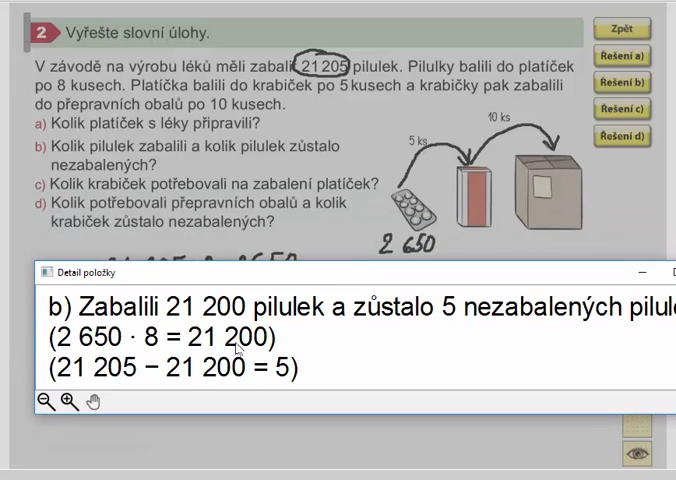 2 Vyřešte slovní úlohy.
Zpět
V závodě na výrobu léků měli zabalit 21 205 pilulek. Pilulky balili do platíček
po 8 kusech. Platíčka balili do krabiček po 5 kusech a krabičky pak zabalili
do přepravních obalů po 10 kusech.
a) Kolik platíček s léky připravili?
b) Kolik pilulek zabalili a kolik pilulek zůstalo
nezabalených?
c) Kolik krabiček potřebovali na zabalení platíček?
d) Kolik potřebovali přepravních obalů a kolik
krabiček zůstalo nezabalených?
Řešení a)
Řešení b)
Řešení c)
Řešení d)
5 ks
10 ks
2 650
Detail položky
b) Zabalili 21 200 pilulek a zůstalo 5 nezabalených pilule
(2 650 · 8 = 21 200)
(21 205 − 21 200 = 5)